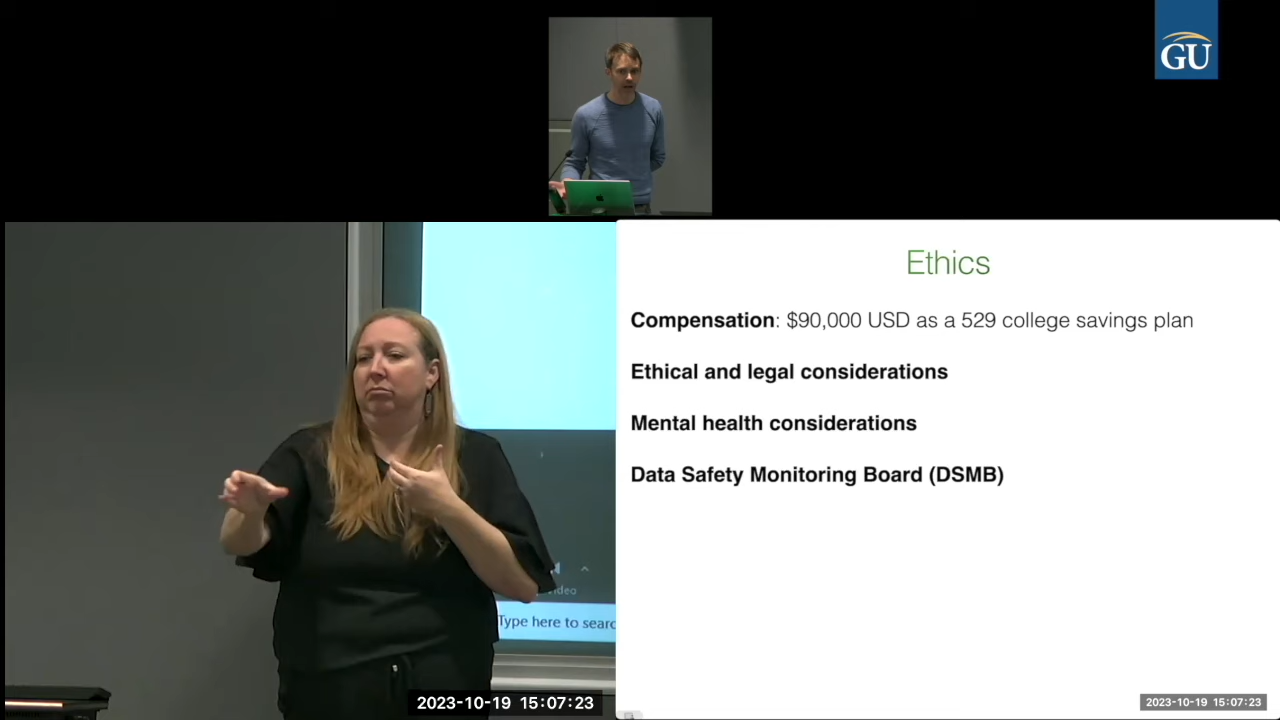 GU
Ethics
Compensation: $90,000 USD as a 529 college savings plan
Ethical and legal considerations
Mental health considerations
Data Safety Monitoring Board (DSMB)
Video
Type here to searc
2023-10-19 15:07:23
2023-10-19 15:07:23